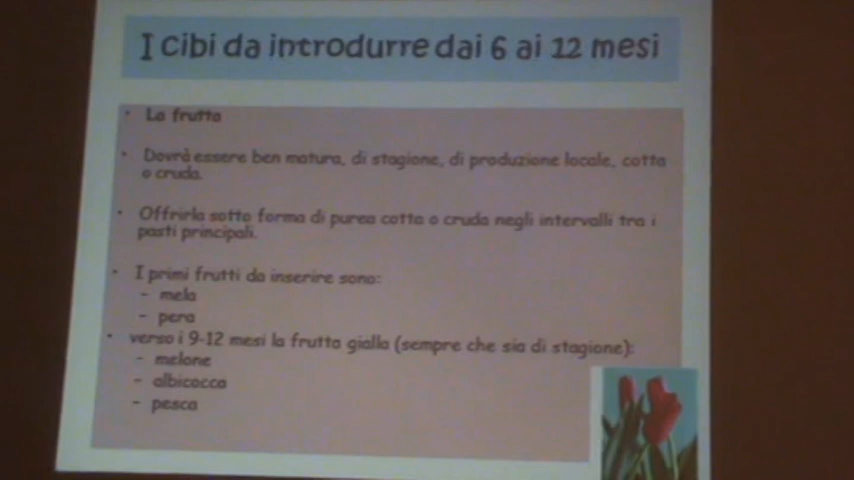 I cibi da introdurre dai 6 ai 12 mesi
• La frutta
• Dovrà essere ben matura, di stagione, di produzione locale, cotta
o cruda.
• Offrirla sotto forma di purea cotta o cruda negli intervalli tra i
pasti principali.
• I primi frutti da inserire sono:
- mela
- pera
• verso i 9-12 mesi la frutta gialla (sempre che sia di stagione):
- melone
- albicocca
- pesca